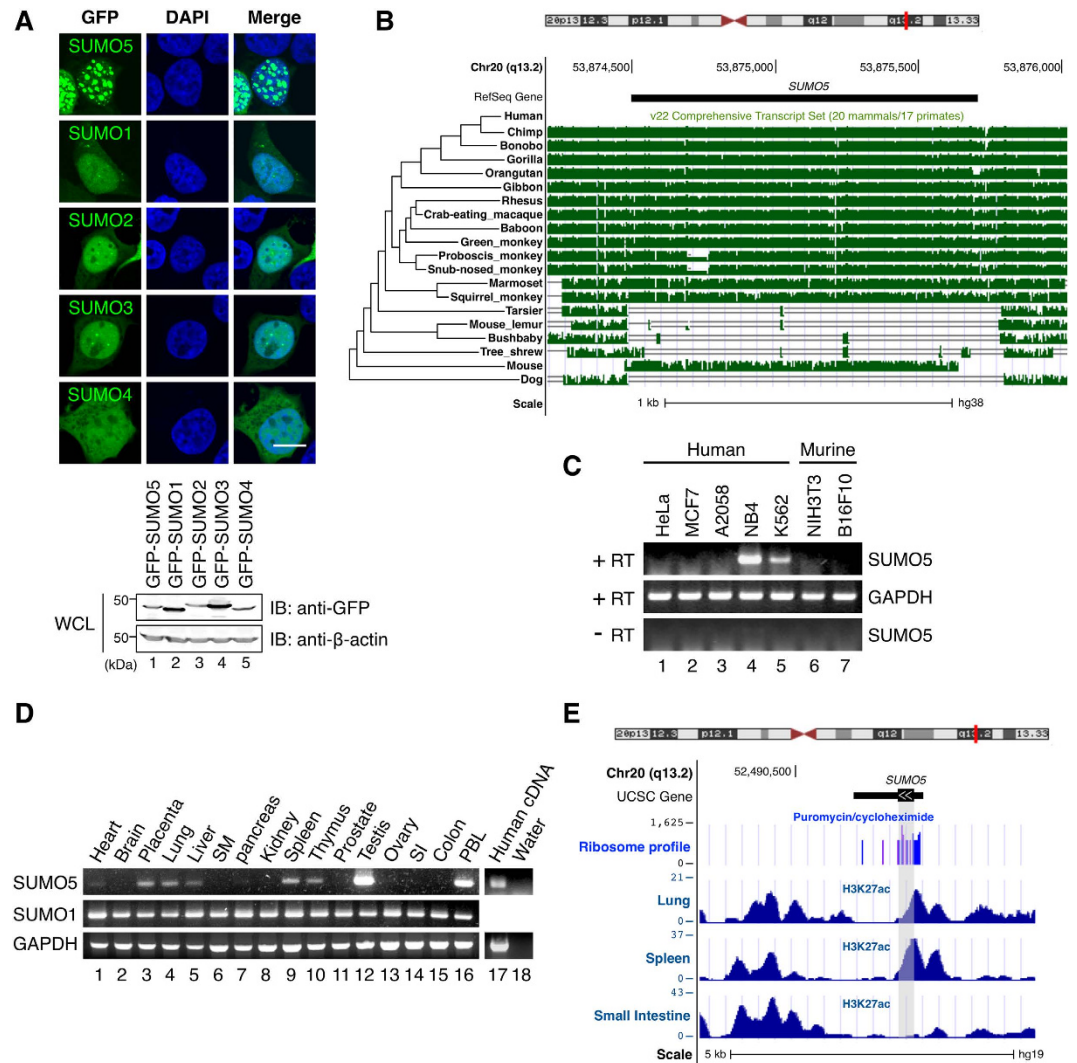 A
GFP DAPI Merge
SUMO5
SUMO1
SUMO2
SUMO3
SUMO4
GFP-SUMO5
GFP-SUMO1
GFP-SUMO2
GFP-SUMO3
GFP-SUMO4
WCL
50 IB: anti-GFP
50 IB: anti-β-actin
(kDa) 1 2 3 4 5
B
20p13 12.3 p12.1 q12 q13.2 13.33
Chr20 (q13.2) 53,874,500 53,875,000 53,875,500 53,876,000
SUMO5
RefSeq Gene
v22 Comprehensive Transcript Set (20 mammals/17 primates)
Human
Chimp
Bonobo
Gorilla
Orangutan
Gibbon
Rhesus
Crab-eating_macaque
Baboon
Green_monkey
Proboscis_monkey
Snub-nosed_monkey
Marmoset
Squirrel_monkey
Tarsier
Mouse_lemur
Bushbaby
Tree_shrew
Mouse
Dog
Scale 1 kb hg38
C
Human Murine
HeLa
MCF7
A2058
NB4
K562
NIH3T3
B16F10
+ RT SUMO5
+ RT GAPDH
- RT SUMO5
1 2 3 4 5 6 7
D
Heart
Brain
Placenta
Lung
Liver
SM
pancreas
Kidney
Spleen
Thymus
Prostate
Testis
Ovary
SI
Colon
PBL
Human cDNA
Water
SUMO5
SUMO1
GAPDH
1 2 3 4 5 6 7 8 9 10 11 12 13 14 15 16 17 18
E
20p13 12.3 p12.1 q12 q13.2 13.33
Chr20 (q13.2) 52,490,500
SUMO5
UCSC Gene
Puromycin/cycloheximide
1,625
Ribosome profile
0
21
H3K27ac
Lung
0
37
H3K27ac
Spleen
0
43
H3K27ac
Small Intestine
0
Scale 5 kb hg19